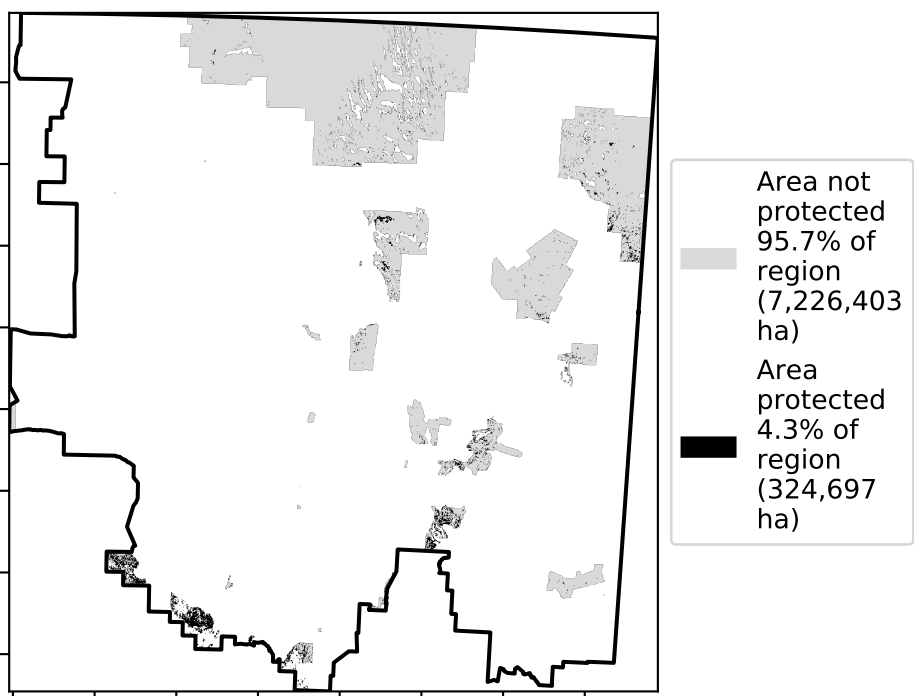 Area not
protected
95.7% of
region
(7,226,403
ha)
Area
protected
4.3% of
region
(324,697
ha)